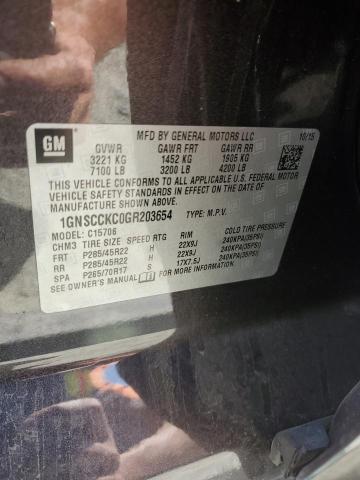 GM
MFD BY GENERAL MOTORS LLC 10/15
GVWR GAWR FRT GAWR RR
3221 KG 1452 KG 1905 KG
7100 LB 3200 LB 4200 LB
THIS VEHICLE CONFORMS TO ALL APPLICABLE U.S. FEDERAL MOTOR
VEHICLE SAFETY STANDARDS IN EFFECT ON THE DATE OF
MANUFACTURE SHOWN ABOVE.
1GNSCCKC0GR203654 TYPE: M.P.V.
MODEL: C15706
CHM3 TIRE SIZE SPEED RTG RIM COLD TIRE PRESSURE
FRT P285/45R22 H 22X9J 240KPA(35PSI)
RR P285/45R22 H 22X9J 240KPA(35PSI)
SPA P265/70R17 17X7.5J 240KPA(35PSI)
SEE OWNER'S MANUAL FOR ADDITIONAL INFORMATION.